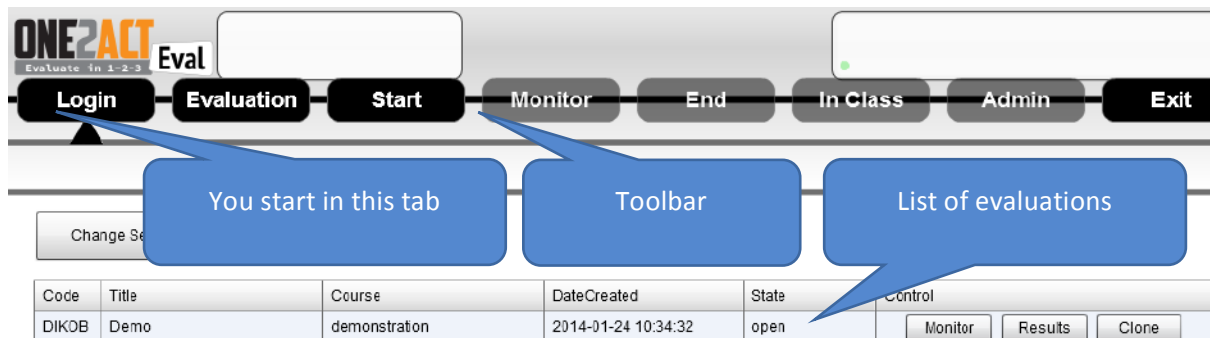 ONE2ACT
Evaluate in 1-2-3
Eval
Login Evaluation Start Monitor End In Class Admin Exit
You start in this tab
Toolbar
List of evaluations
Change Se
Code Title Course DateCreated State Control
DIKOB Demo demonstration 2014-01-24 10:34:32 open Monitor Results Clone